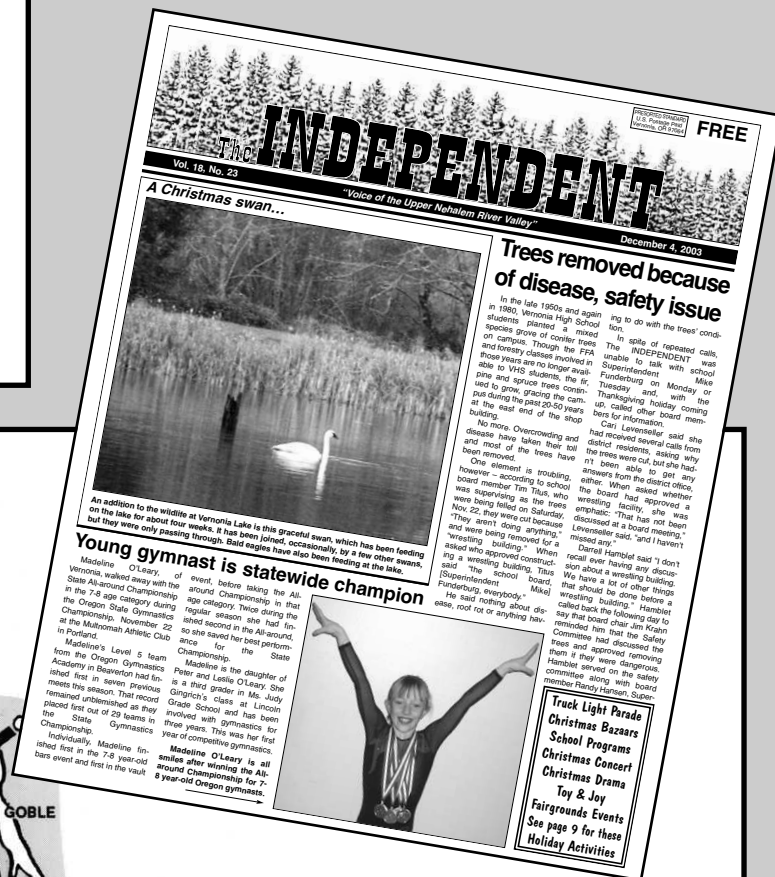 PRESORTED STANDARD
U.S. Postage Paid
Vernonia, OR 97064
FREE
The INDEPENDENT
Vol. 18, No. 23
"Voice of the Upper Nehalem River Valley"
December 4, 2003
A Christmas swan...
An addition to the wildlife at Vernonia Lake is this graceful swan, which has been feeding
on the lake for about four weeks. It has been joined, occasionally, by a few other swans,
but they were only passing through. Bald eagles have also been feeding at the lake.
Trees removed because
of disease, safety issue
In the late 1950s and again
in 1980, Vernonia High School
students planted a mixed
species grove of conifer trees
on campus. Though the FFA
and forestry classes involved in
those years are no longer avail-
able to VHS students, the fir,
pine and spruce trees contin-
ued to grow, gracing the cam-
pus during the past 20-50 years
at the east end of the shop
building.
No more. Overcrowding and
disease have taken their toll
and most of the trees have
been removed.
One element is troubling,
however – according to school
board member Tim Titus, who
was supervising as the trees
were being felled on Saturday,
Nov. 22, they were cut because
"They aren't doing anything,"
and were being removed for a
"wrestling building." When
asked who approved construct-
ing a wrestling building, Titus
said "the school board,
[Superintendent Mike]
Funderburg, everybody."
He said nothing about dis-
ease, root rot or anything hav-
ing to do with the trees' condi-
tion.
In spite of repeated calls,
The INDEPENDENT was
unable to talk with school
Superintendent Mike
Funderburg on Monday or
Tuesday and, with the
Thanksgiving holiday coming
up, called other board mem-
bers for information.
Cari Levenseller said she
had received several calls from
district residents, asking why
the trees were cut, but she had-
n't been able to get any
answers from the district office,
either. When asked whether
the board had approved a
wrestling facility, she was
emphatic: "That has not been
discussed at a board meeting,"
Levenseller said, "and I haven't
missed any."
Darrell Hamblet said "I don't
recall ever having any discus-
sion about a wrestling building.
We have a lot of other things
that should be done before a
wrestling building." Hamblet
called back the following day to
say that board chair Jim Krahn
reminded him that the Safety
Committee had discussed the
trees and approved removing
them if they were dangerous.
Hamblet served on the safety
committee along with board
member Randy Hansen, Super-
Young gymnast is statewide champion
Madeline O'Leary, of
Vernonia, walked away with the
State All-around Championship
in the 7-8 age category during
the Oregon State Gymnastics
Championship, November 22
at the Multnomah Athletic Club
in Portland.
Madeline's Level 5 team
from the Oregon Gymnastics
Academy in Beaverton had fin-
ished first in seven previous
meets this season. That record
remained unblemished as they
placed first out of 29 teams in
the State Gymnastics
Championship.
Individually, Madeline fin-
ished first in the 7-8 year-old
bars event and first in the vault
event, before taking the All-
around Championship in that
age category. Twice during the
regular season she had fin-
ished second in the All-around,
so she saved her best perform-
ance for the State
Championship.
Madeline is the daughter of
Peter and Leslie O'Leary. She
is a third grader in Ms. Judy
Gingrich's class at Lincoln
Grade School and has been
involved with gymnastics for
three years. This was her first
year of competitive gymnastics.
Madeline O'Leary is all
smiles after winning the All-
around Championship for 7-
8 year-old Oregon gymnasts.
Truck Light Parade
Christmas Bazaars
School Programs
Christmas Concert
Christmas Drama
Toy & Joy
Fairgrounds Events
See page 9 for these
Holiday Activities
GOBLE